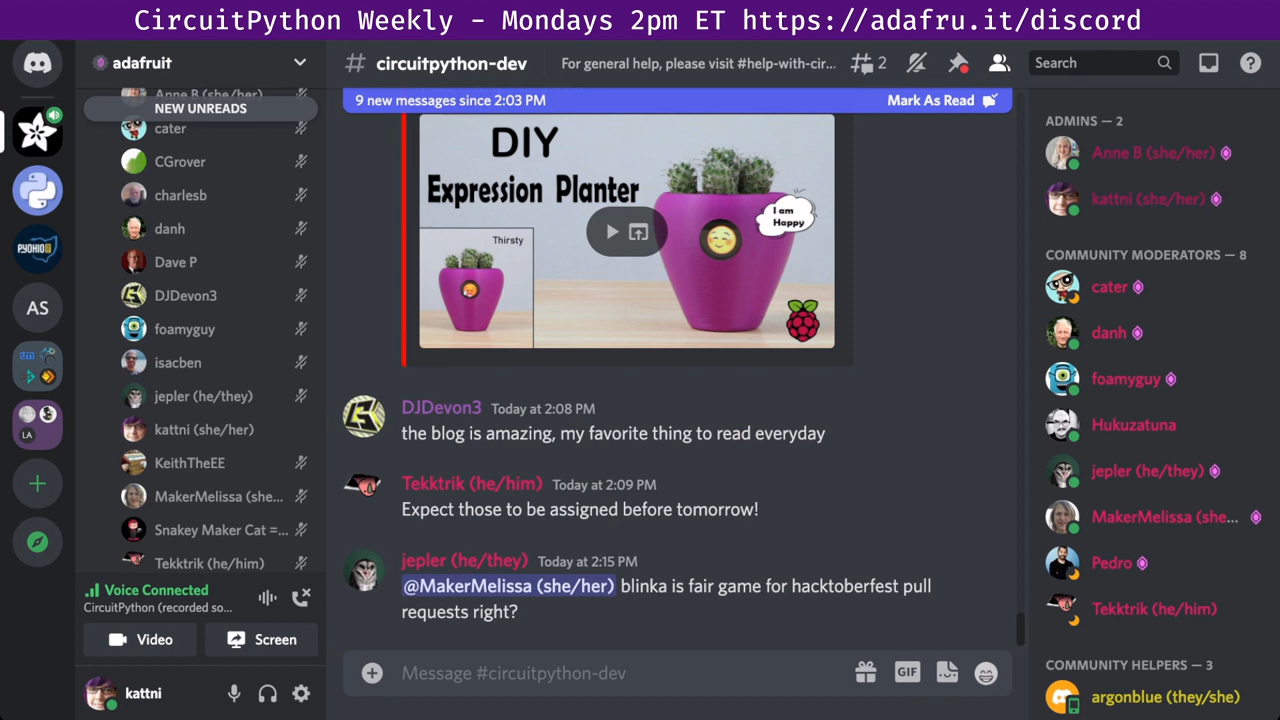 CircuitPython Weekly - Mondays 2pm ET https://adafru.it/discord
adafruit
# circuitpython-dev
For general help, please visit #help-with-cir...
2
Search
Anne B (she/her)
NEW UNREADS
cater
CGrover
charlesb
danh
Dave P
DJDevon3
foamyguy
isacben
jepler (he/they)
kattni (she/her)
KeithTheEE
MakerMelissa (she...
Snakey Maker Cat =...
Tekktrik (he/him)
Voice Connected
CircuitPython (recorded so...
Video
Screen
kattni
PYOHIO
AS
LA
9 new messages since 2:03 PM
Mark As Read
DIY
Expression Planter
I am
Happy
Thirsty
DJDevon3 Today at 2:08 PM
the blog is amazing, my favorite thing to read everyday
Tekktrik (he/him) Today at 2:09 PM
Expect those to be assigned before tomorrow!
jepler (he/they) Today at 2:15 PM
@MakerMelissa (she/her) blinka is fair game for hacktoberfest pull
requests right?
Message #circuitpython-dev
GIF
ADMINS — 2
Anne B (she/her)
kattni (she/her)
COMMUNITY MODERATORS — 8
cater
danh
foamyguy
Hukuzatuna
jepler (he/they)
MakerMelissa (she...
Pedro
Tekktrik (he/him)
COMMUNITY HELPERS — 3
argonblue (they/she)